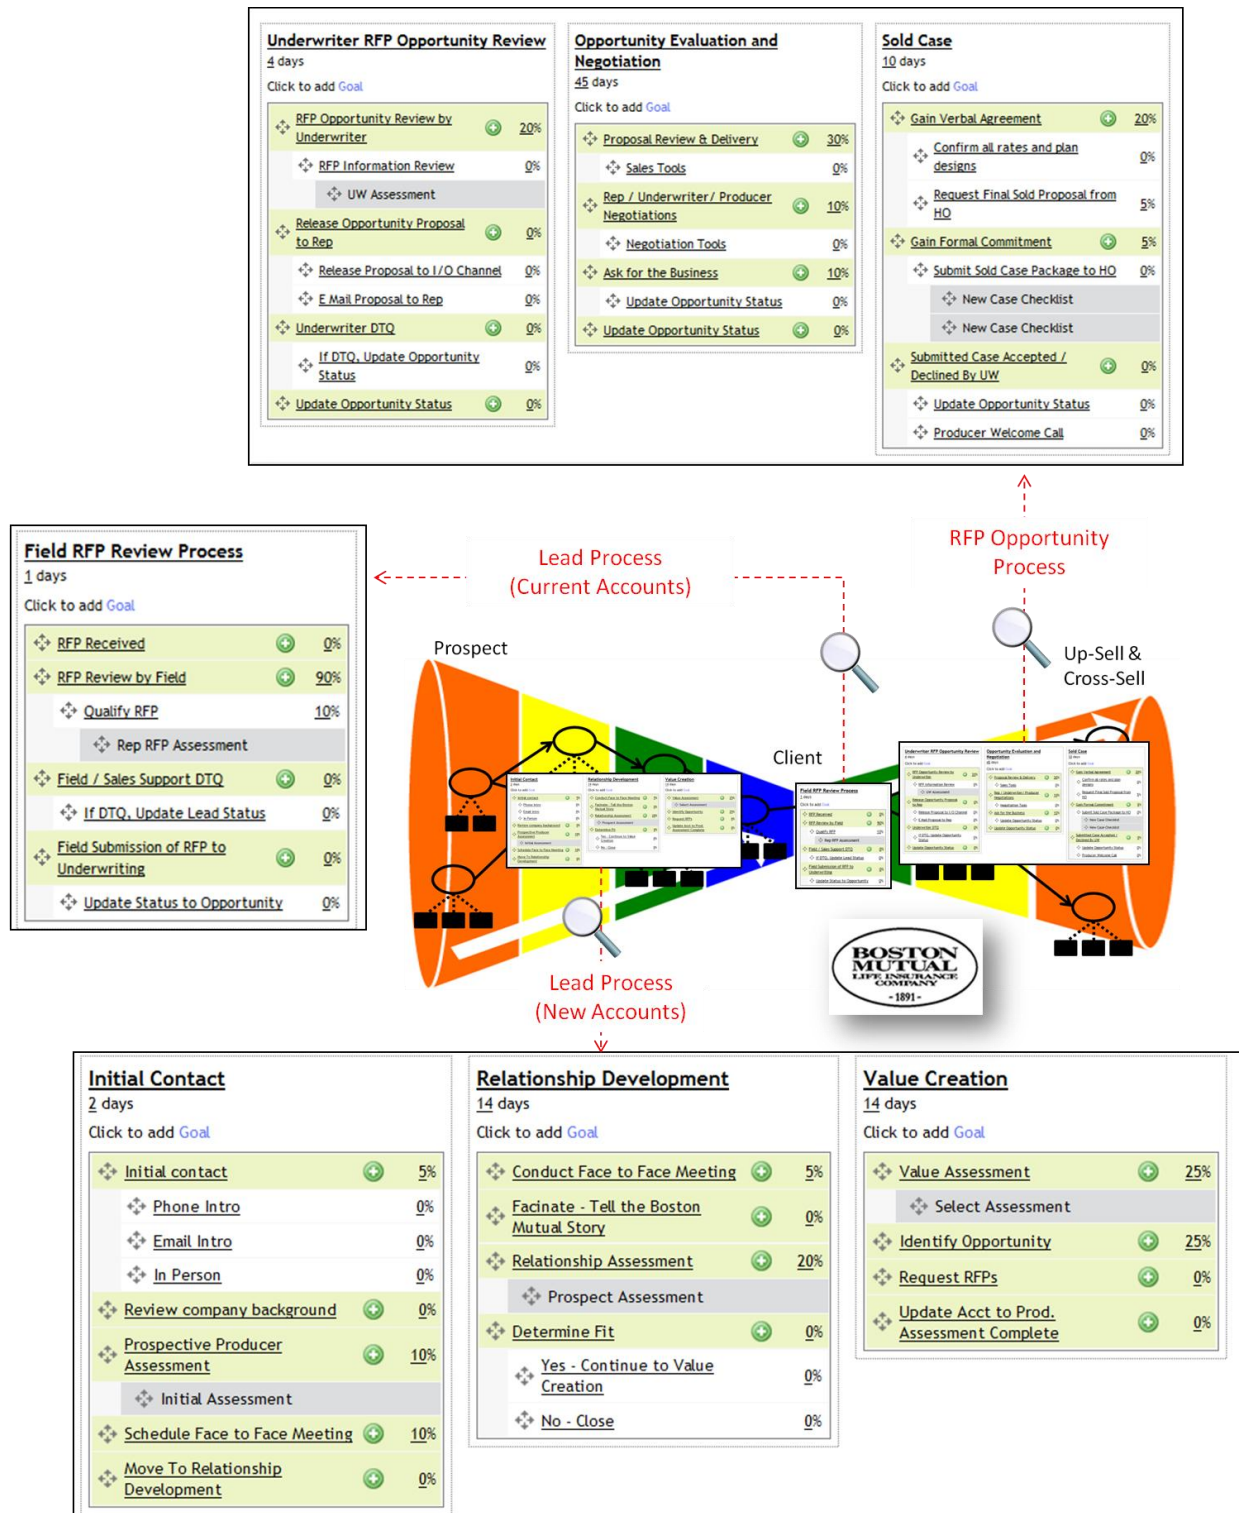 Underwriter RFP Opportunity Review
4 days
Click to add Goal
RFP Opportunity Review by
Underwriter
20%
RFP Information Review 0%
UW Assessment
Release Opportunity Proposal
to Rep
0%
Release Proposal to I/O Channel 0%
E Mail Proposal to Rep 0%
Underwriter DTQ 0%
If DTQ, Update Opportunity
Status
0%
Update Opportunity Status 0%
Opportunity Evaluation and
Negotiation
45 days
Click to add Goal
Proposal Review & Delivery 30%
Sales Tools 0%
Rep / Underwriter/ Producer
Negotiations
10%
Negotiation Tools 0%
Ask for the Business 10%
Update Opportunity Status 0%
Update Opportunity Status 0%
Sold Case
10 days
Click to add Goal
Gain Verbal Agreement 20%
Confirm all rates and plan
designs
0%
Request Final Sold Proposal from
HO
5%
Gain Formal Commitment 5%
Submit Sold Case Package to HO 0%
New Case Checklist
New Case Checklist
Submitted Case Accepted /
Declined By UW
0%
Update Opportunity Status 0%
Producer Welcome Call 0%
Field RFP Review Process
1 days
Click to add Goal
RFP Received 0%
RFP Review by Field 90%
Qualify RFP 10%
Rep RFP Assessment
Field / Sales Support DTQ 0%
If DTQ, Update Lead Status 0%
Field Submission of RFP to
Underwriting
0%
Update Status to Opportunity 0%
Lead Process
(Current Accounts)
RFP Opportunity
Process
Prospect
Up-Sell &
Cross-Sell
Client
Lead Process
(New Accounts)
BOSTON
MUTUAL
LIFE INSURANCE
COMPANY
- 1891 -
Initial Contact
2 days
Click to add Goal
Initial contact 5%
Phone Intro 0%
Email Intro 0%
In Person 0%
Review company background 0%
Prospective Producer
Assessment
10%
Initial Assessment
Schedule Face to Face Meeting 10%
Move To Relationship
Development
0%
Relationship Development
14 days
Click to add Goal
Conduct Face to Face Meeting 5%
Facinate - Tell the Boston
Mutual Story
0%
Relationship Assessment 20%
Prospect Assessment
Determine Fit 0%
Yes - Continue to Value
Creation
0%
No - Close 0%
Value Creation
14 days
Click to add Goal
Value Assessment 25%
Select Assessment
Identify Opportunity 25%
Request RFPs 0%
Update Acct to Prod.
Assessment Complete
0%